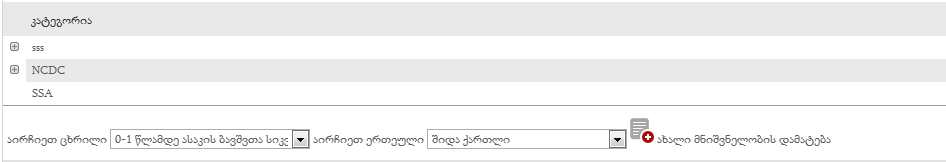 კატეგორია
sss
NCDC
SSA
აირჩიეთ ცხრილი 0-1 წლამდე ასაკის ბავშვთა სიკვ აირჩიეთ ერთეული შიდა ქართლი ახალი მნიშვნელობის დამატება